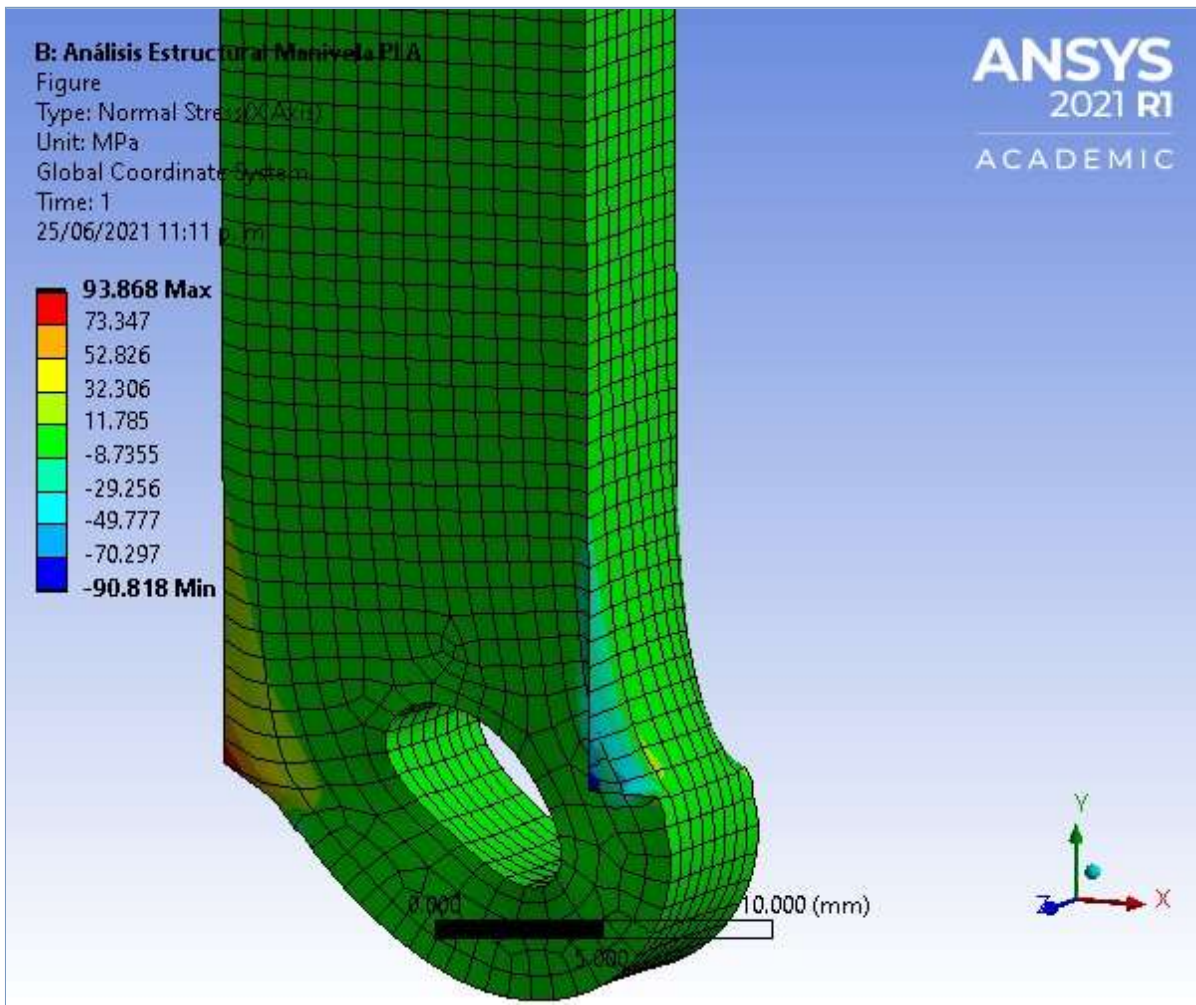 B: Análisis Estructural Manivela PLA
Figure
Type: Normal Stress(X Axis)
Unit: MPa
Global Coordinate System
Time: 1
25/06/2021 11:11 p. m.
93.868 Max
73.347
52.826
32.306
11.785
-8.7355
-29.256
-49.777
-70.297
-90.818 Min
ANSYS
2021 R1
ACADEMIC
0.000
10.000 (mm)
5.000
Y
Z
X